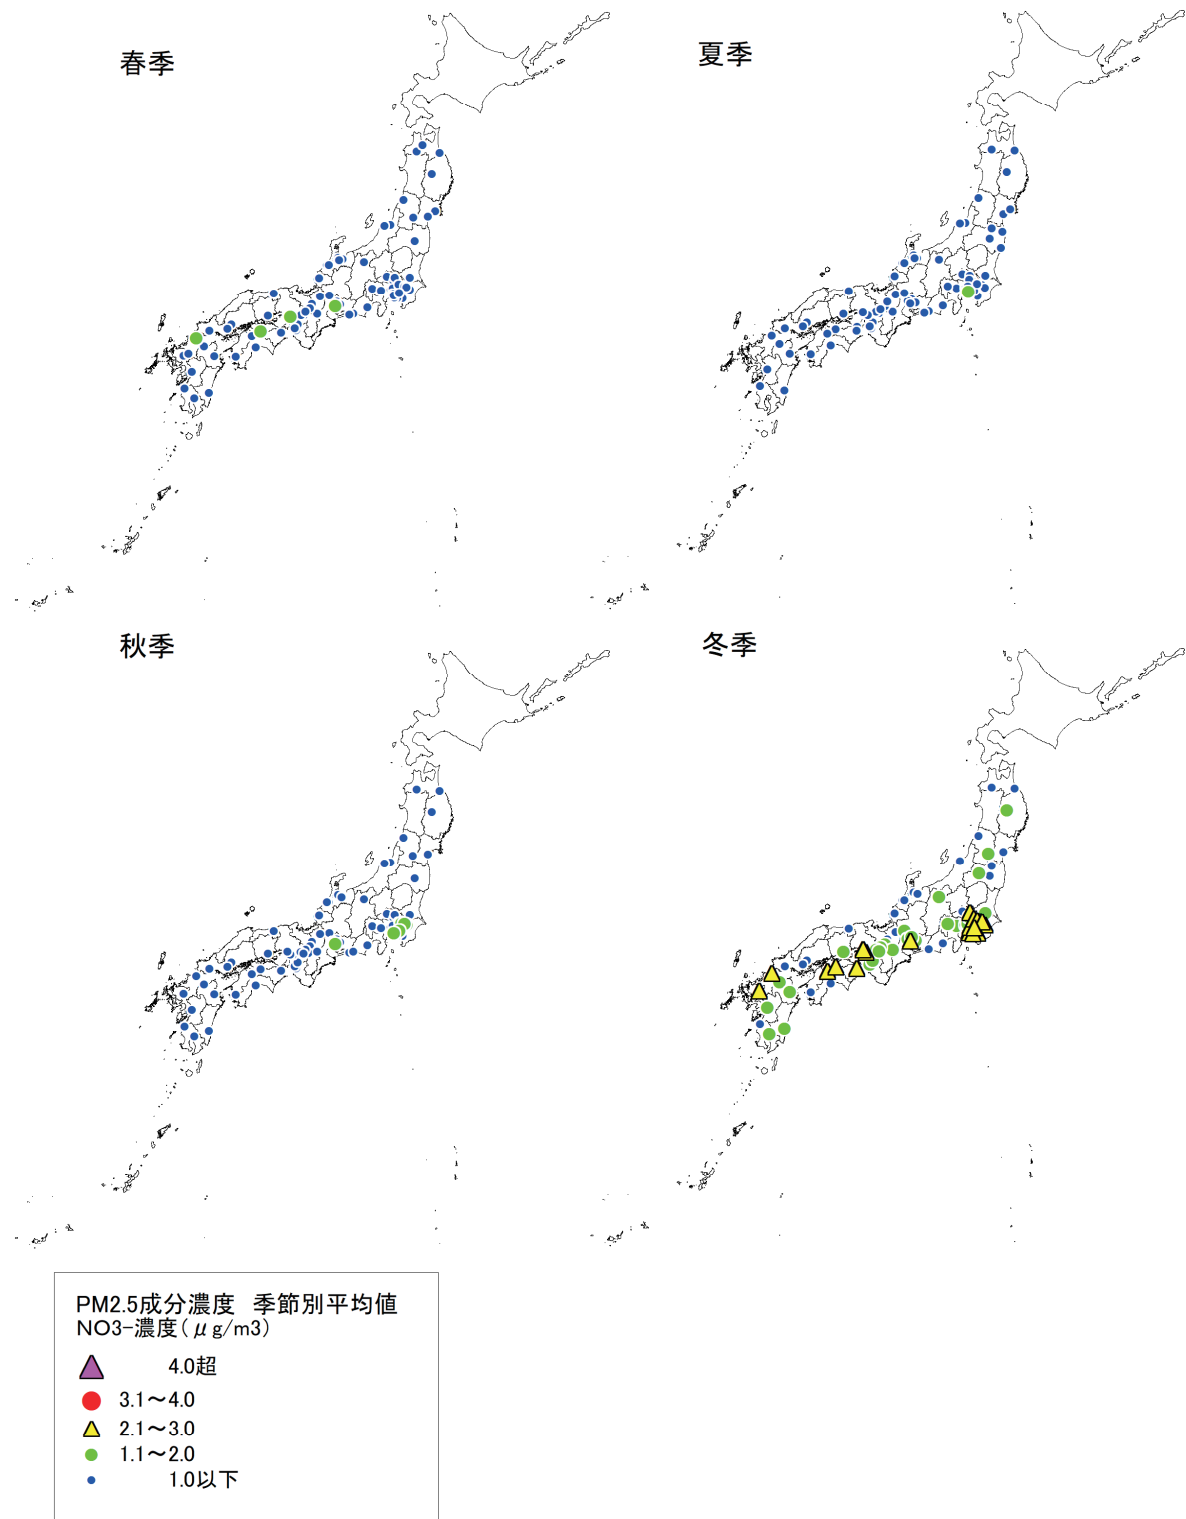 春季
夏季
秋季
冬季
PM2.5成分濃度 季節別平均値
NO3-濃度(μg/m3)
4.0超
3.1～4.0
2.1～3.0
1.1～2.0
1.0以下